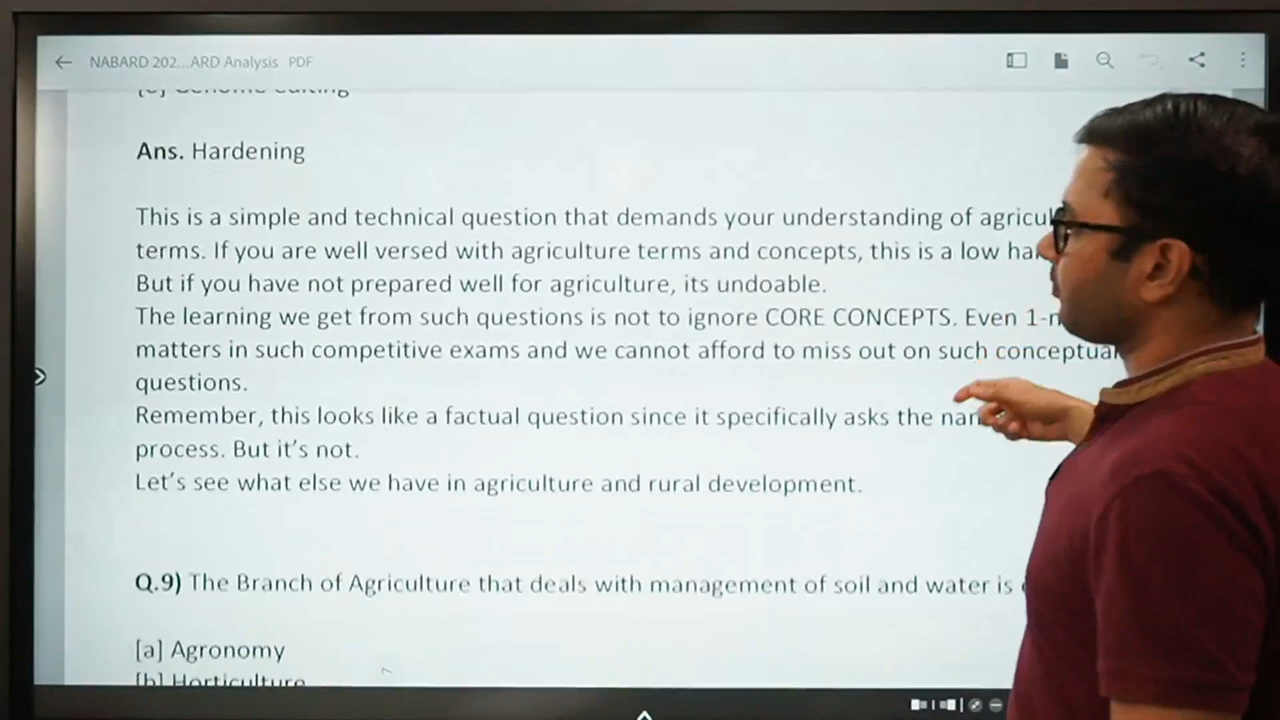 NABARD 202...ARD Analysis PDF
Ans. Hardening
This is a simple and technical question that demands your understanding of
terms. If you are well versed with agriculture terms and concepts, this is a low
But if you have not prepared well for agriculture, its undoable.
The learning we get from such questions is not to ignore CORE CONCEPTS. Even
matters in such competitive exams and we cannot afford to miss out on such conceptual
questions.
Remember, this looks like a factual question since it specifically asks the
process. But it's not.
Let's see what else we have in agriculture and rural development.
Q.9) The Branch of Agriculture that deals with management of soil and water is
[a] Agronomy
[b] Horticulture